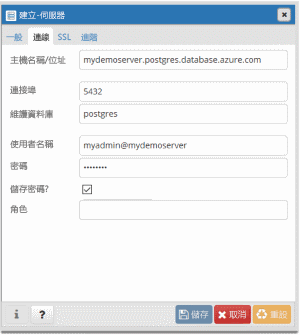 建立-伺服器
一般 連線 SSL 進階
主機名稱/位址 mydemoserver.postgres.database.azure.com
連接埠 5432
維護資料庫 postgres
使用者名稱 myadmin@mydemoserver
密碼 ••••••••
儲存密碼?
角色
i ? 儲存 取消 重設